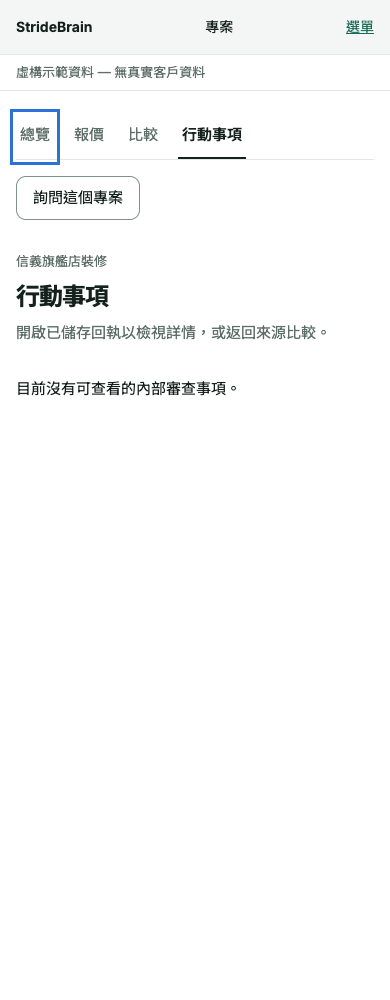 StrideBrain 專案 選單
虛構示範資料 — 無真實客戶資料
總覽 報價 比較 行動事項
詢問這個專案
信義旗艦店裝修
行動事項
開啟已儲存回執以檢視詳情，或返回來源比較。
目前沒有可查看的內部審查事項。